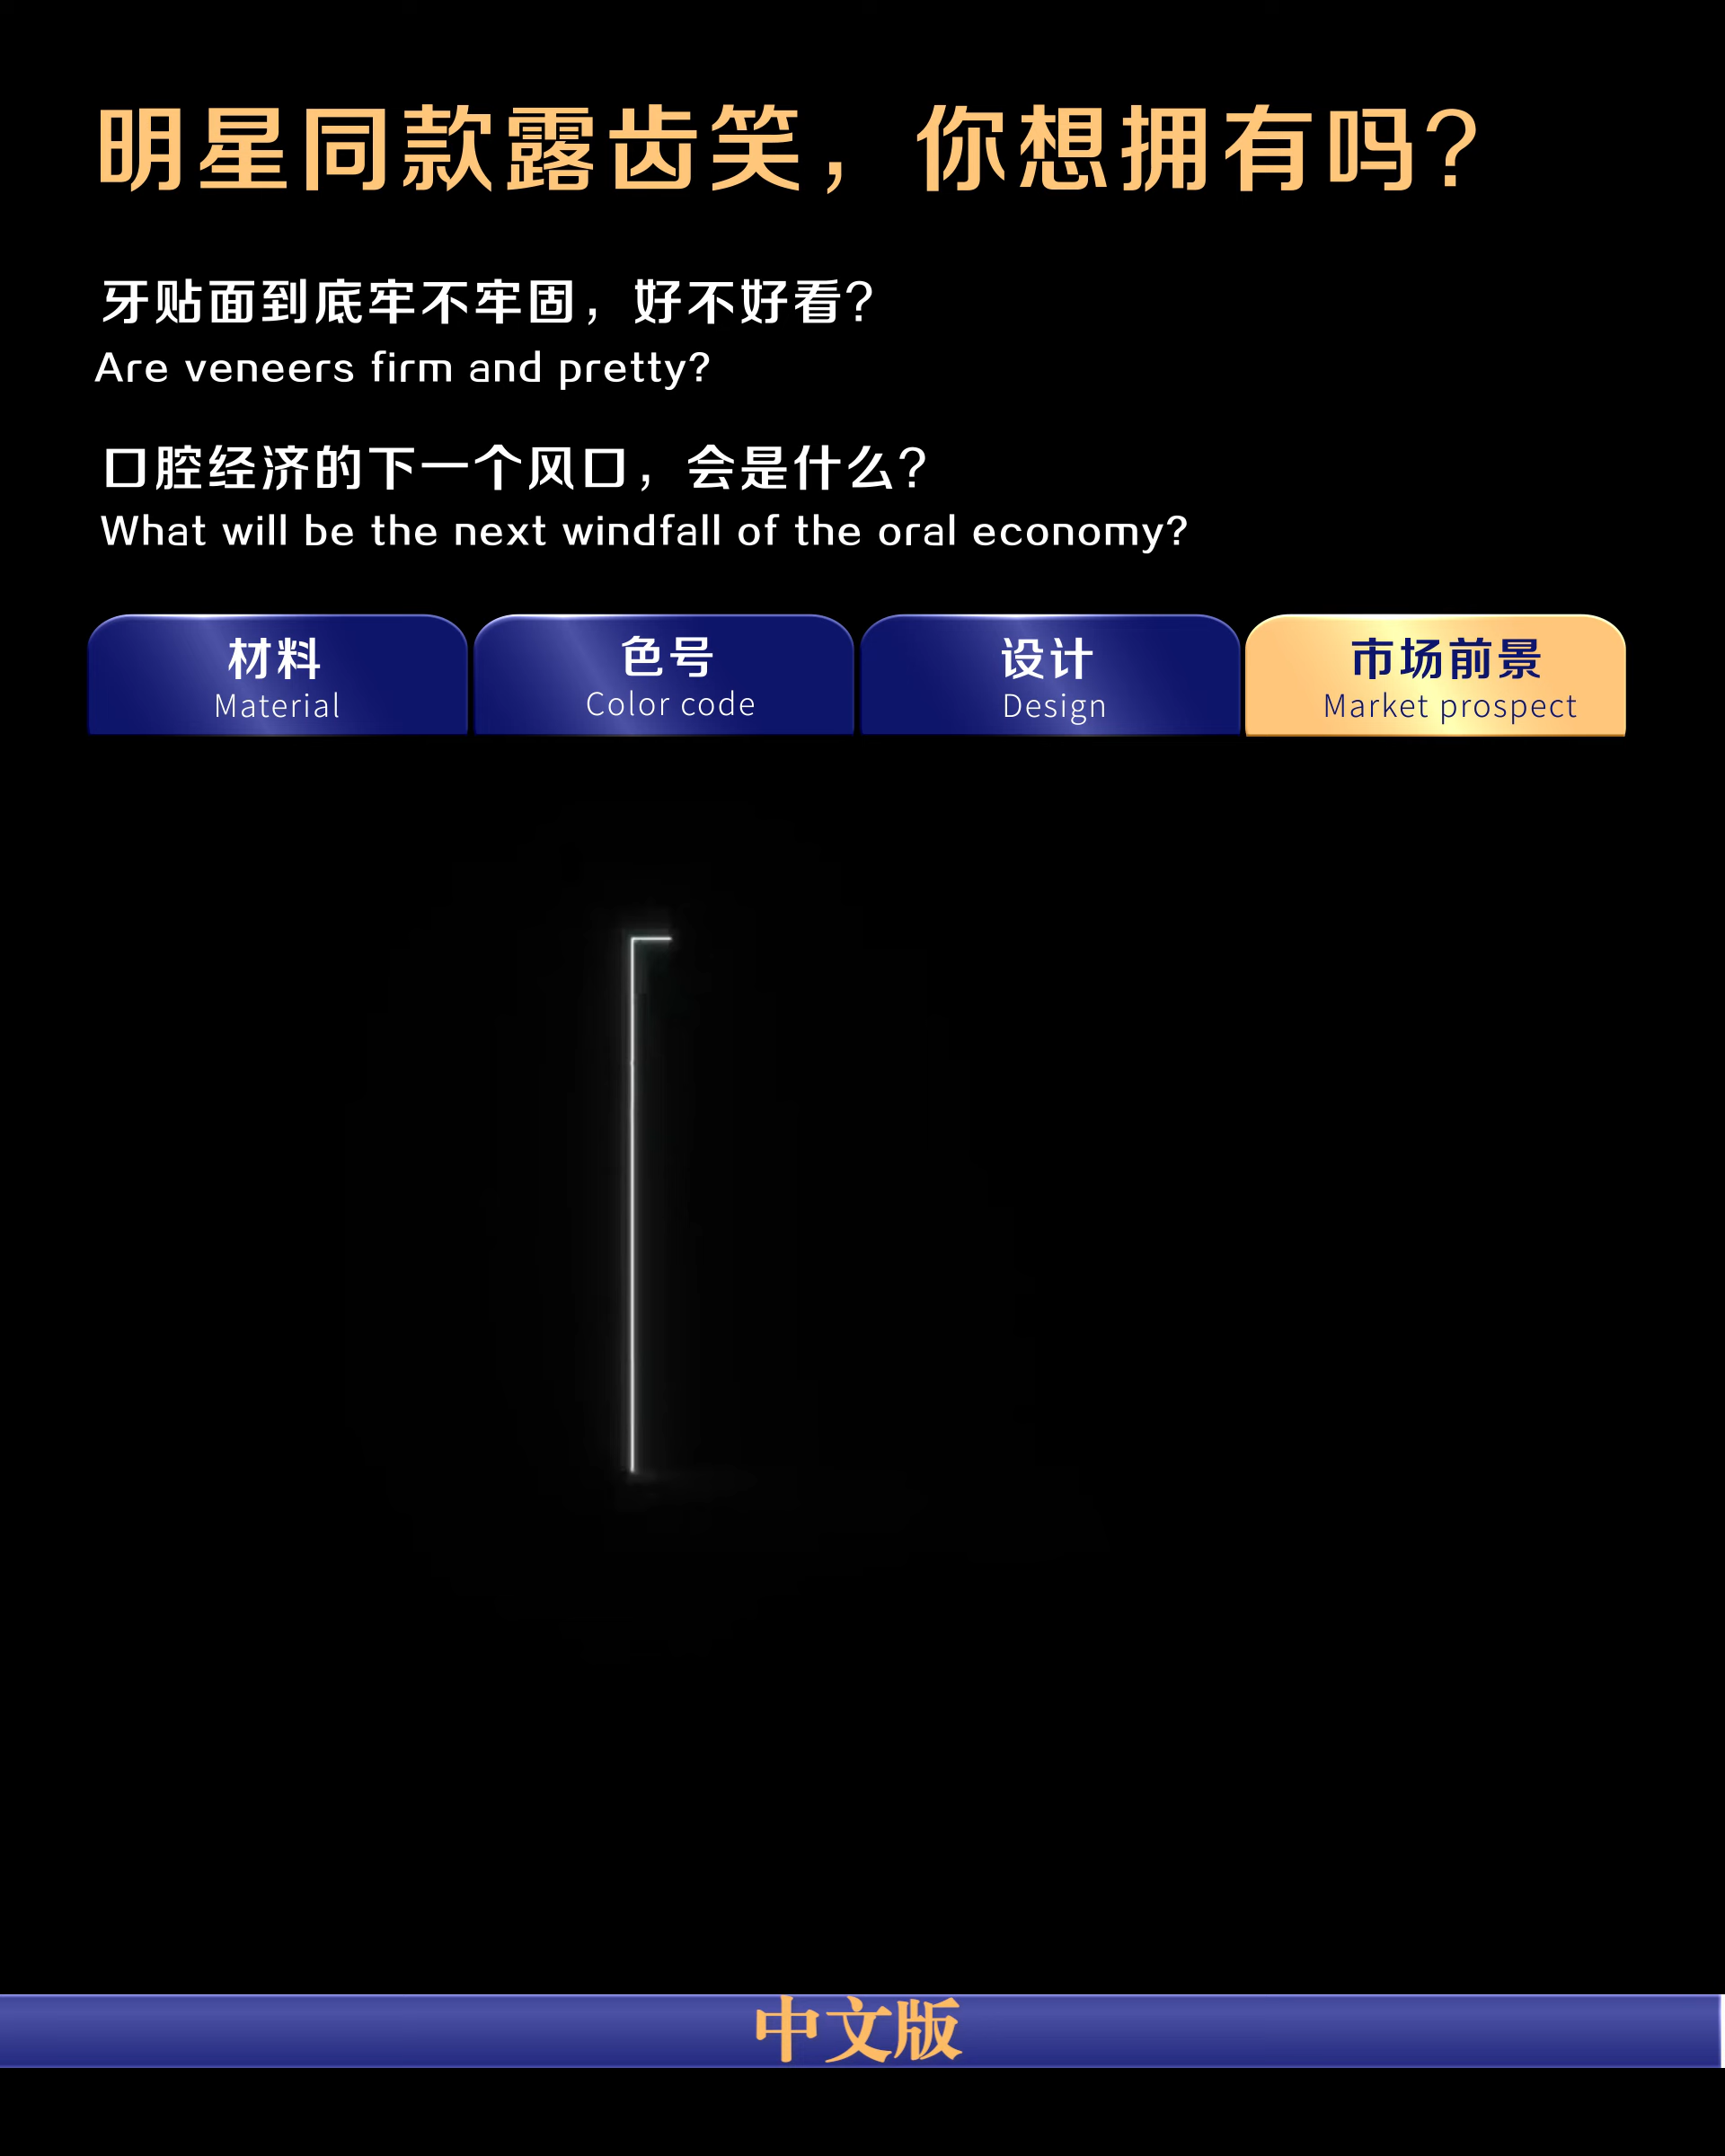 明星同款露齿笑，你想拥有吗?
牙贴面到底牢不牢固，好不好看?
Are veneers firm and pretty?
口腔经济的下一个风口，会是什么?
What will be the next windfall of the oral economy?
材料
Material
色号
Color code
设计
Design
市场前景
Market prospect
中文版